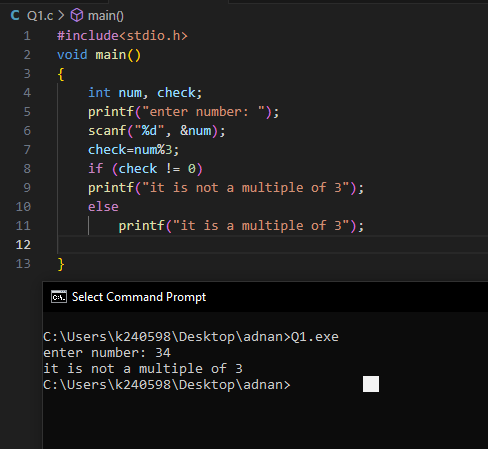 C Q1.c > main()
1 #include<stdio.h>
2 void main()
3 {
4     int num, check;
5     printf("enter number: ");
6     scanf("%d", &num);
7     check=num%3;
8     if (check != 0)
9     printf("it is not a multiple of 3");
10     else
11         printf("it is a multiple of 3");
12
13 }
C:\. Select Command Prompt
C:\Users\k240598\Desktop\adnan>Q1.exe
enter number: 34
it is not a multiple of 3
C:\Users\k240598\Desktop\adnan>